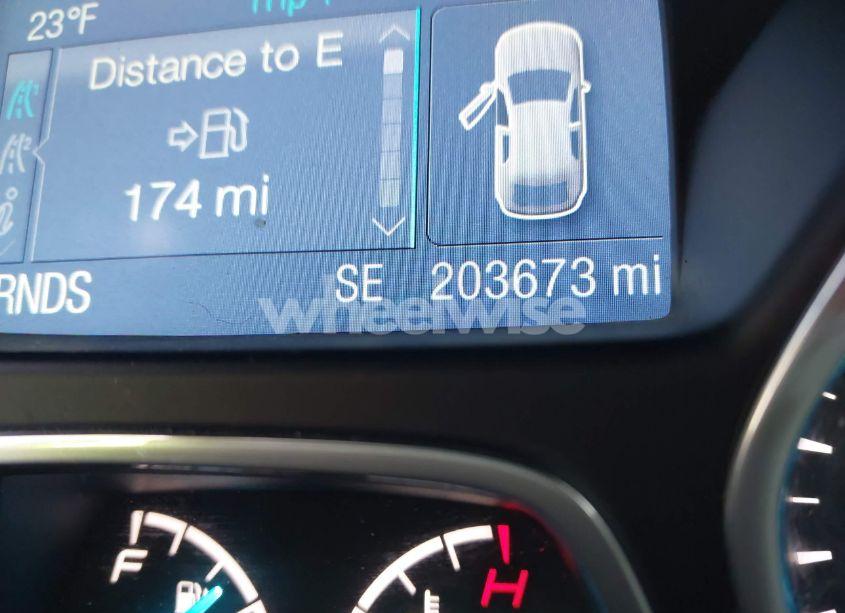 23°F
Distance to E
174 mi
RNDS
SE
203673 mi
wheelwise
F
H